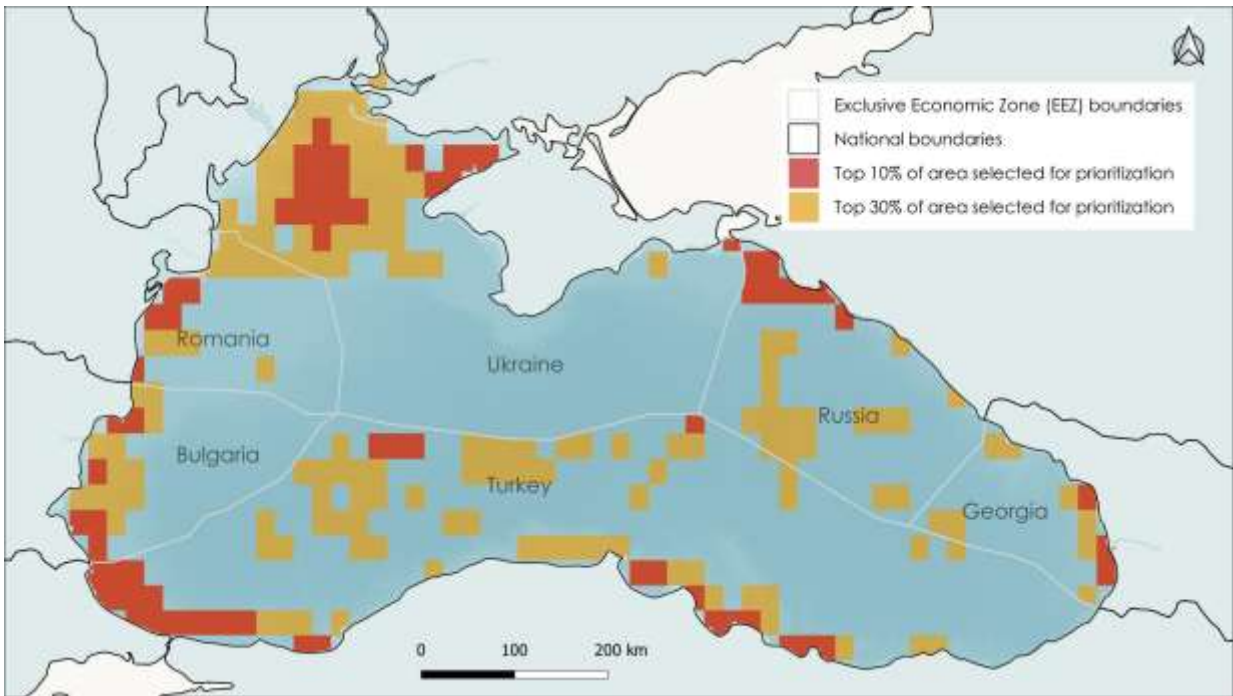 Exclusive Economic Zone (EEZ) boundaries
National boundaries
Top 10% of area selected for prioritization
Top 30% of area selected for prioritization
Romania
Ukraine
Russia
Bulgaria
Turkey
Georgia
0 100 200 km